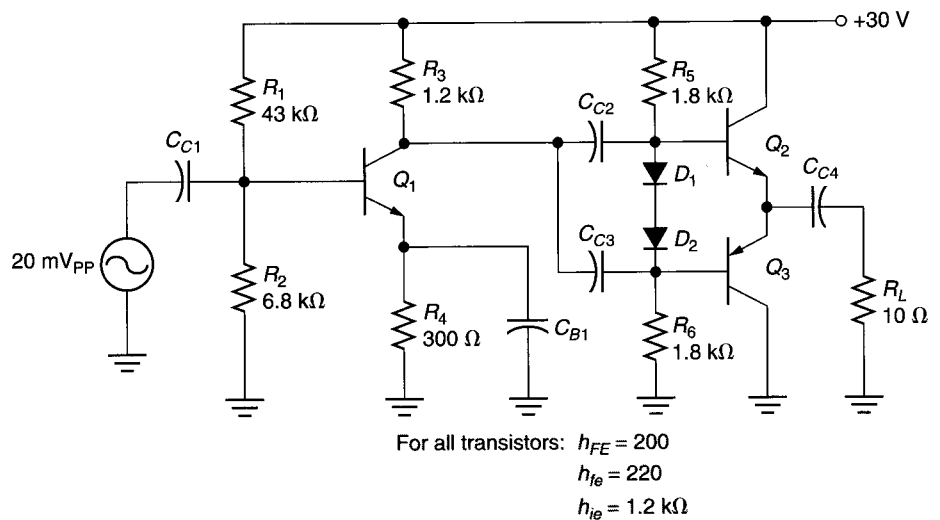 +30 V
R3
1.2 kΩ
R5
1.8 kΩ
R1
43 kΩ
CC2
CC1
Q1
D1
Q2
CC4
20 mVPP
R2
6.8 kΩ
CC3
D2
Q3
R4
300 Ω
CB1
R6
1.8 kΩ
RL
10 Ω
For all transistors: hFE = 200
hfe = 220
hie = 1.2 kΩ